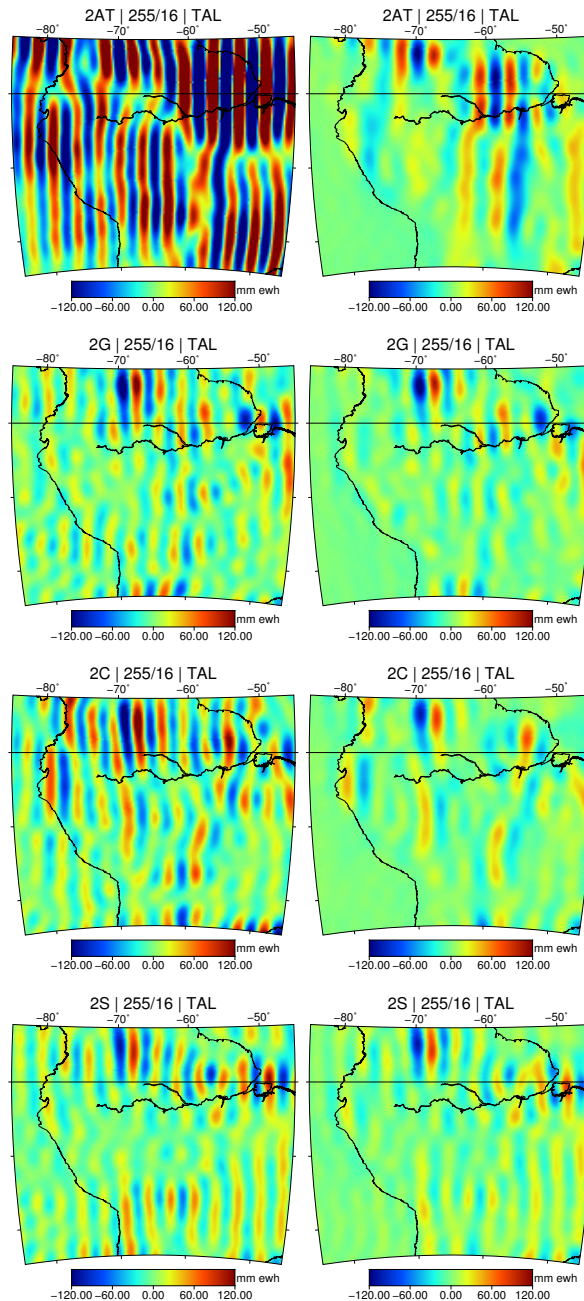 2AT | 255/16 | TAL 2AT | 255/16 | TAL
−80˚ −70 −60 −50˚ −80˚ −70 −60 −50˚
mm ewh mm ewh
−120.00 −60.00 0.00 60.00 120.00 −120.00 −60.00 0.00 60.00 120.00
2G | 255/16 | TAL 2G | 255/16 | TAL
−80˚ −70 −60 −50˚ −80˚ −70 −60 −50˚
mm ewh mm ewh
−120.00 −60.00 0.00 60.00 120.00 −120.00 −60.00 0.00 60.00 120.00
2C | 255/16 | TAL 2C | 255/16 | TAL
−80˚ −70 −60 −50˚ −80˚ −70 −60 −50˚
mm ewh mm ewh
−120.00 −60.00 0.00 60.00 120.00 −120.00 −60.00 0.00 60.00 120.00
2S | 255/16 | TAL 2S | 255/16 | TAL
−80˚ −70 −60 −50˚ −80˚ −70 −60 −50˚
mm ewh mm ewh
−120.00 −60.00 0.00 60.00 120.00 −120.00 −60.00 0.00 60.00 120.00